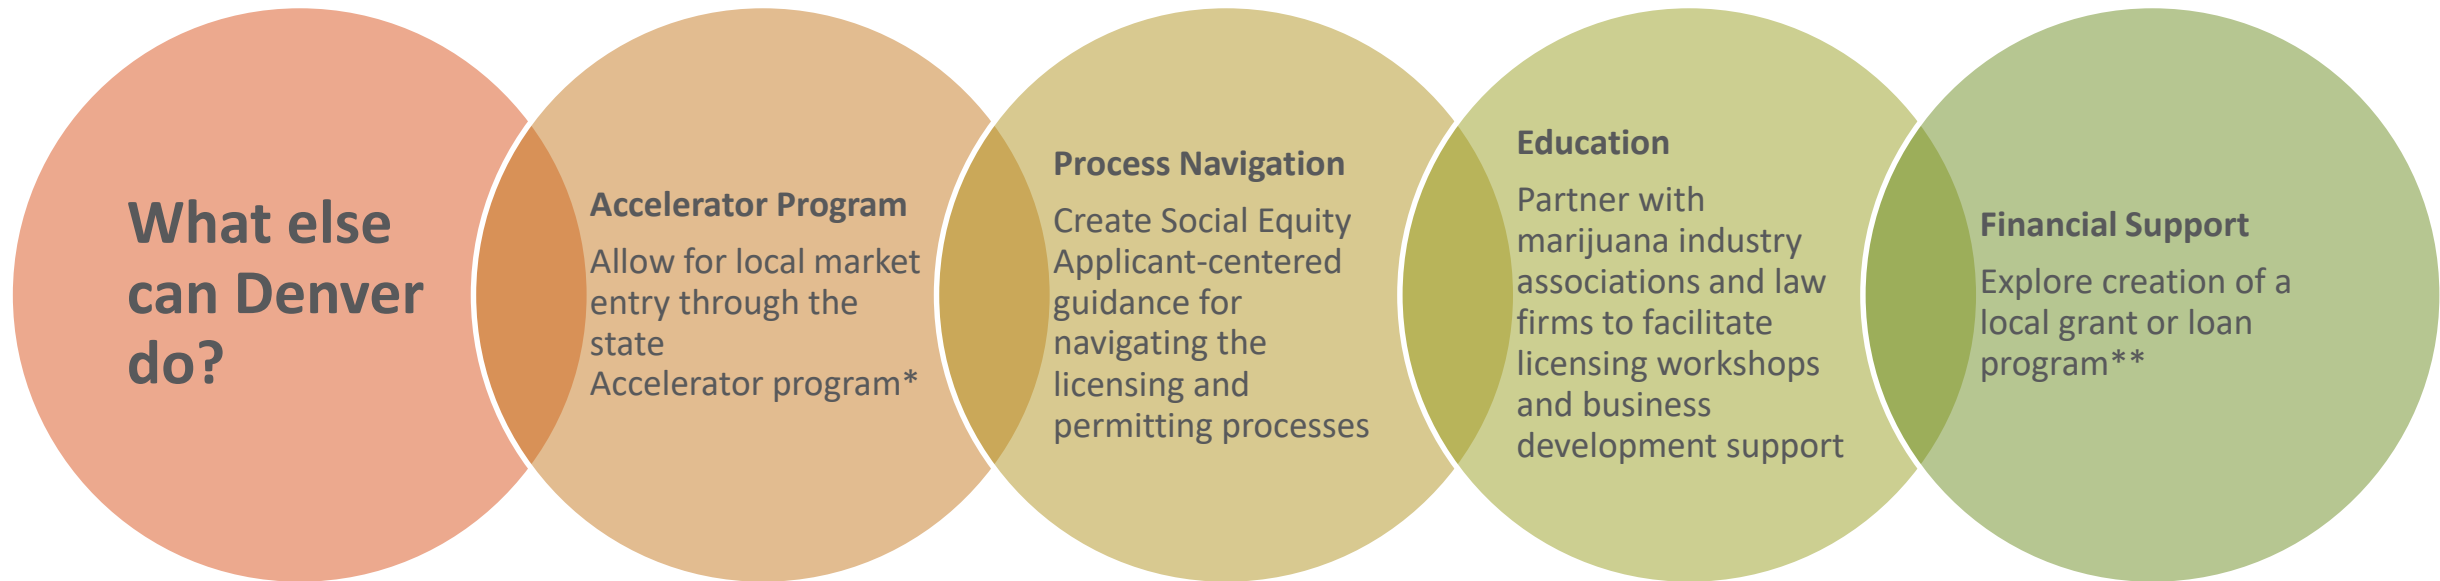 What else
can Denver
do?
Accelerator Program
Allow for local market
entry through the
state
Accelerator program*
Process Navigation
Create Social Equity
Applicant-centered
guidance for
navigating the
licensing and
permitting processes
Education
Partner with
marijuana industry
associations and law
firms to facilitate
licensing workshops
and business
development support
Financial Support
Explore creation of a
local grant or loan
program**